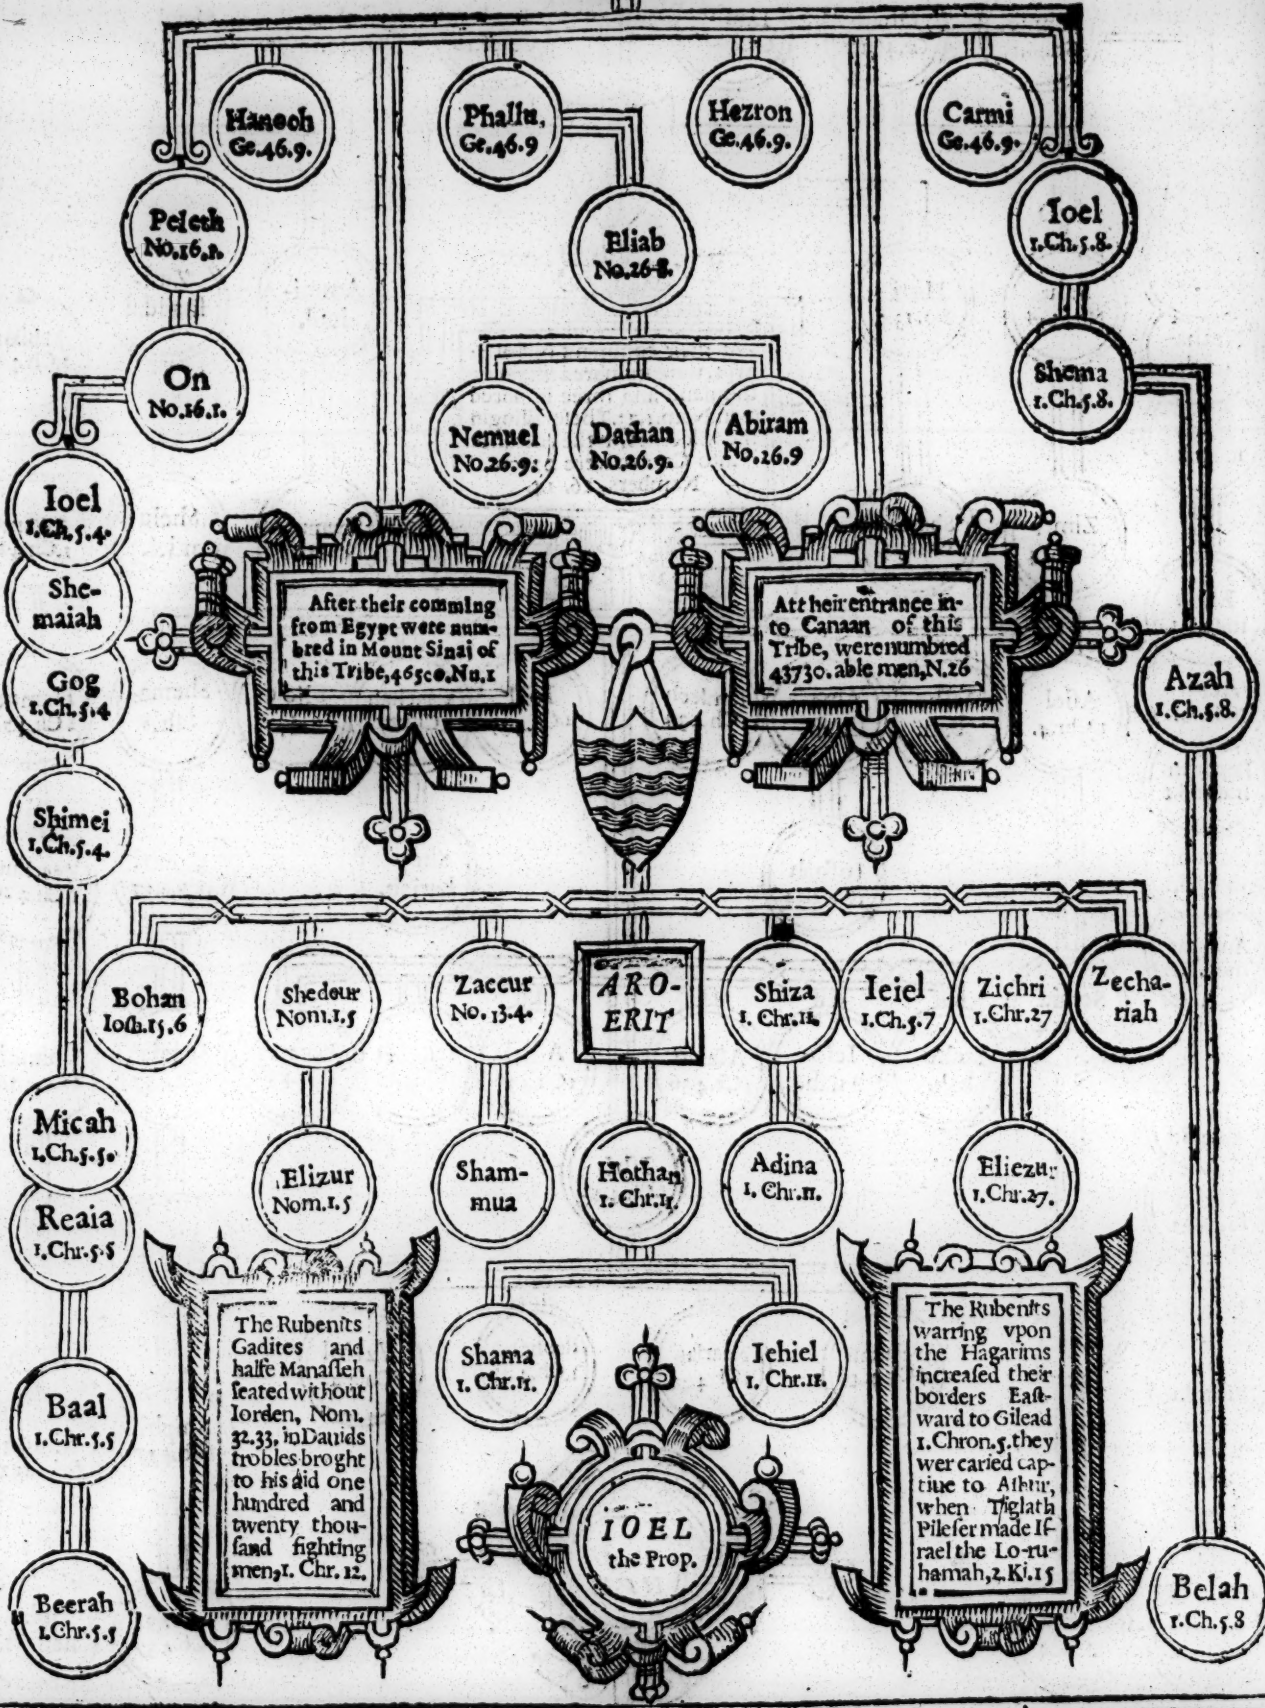 Hanoch
Ge.46.9.
Phallu,
Ge.46.9
Hezron
Ge.46.9.
Carmi
Ge.46.9.
Peleth
No.16.1.
Eliab
No.26.8.
Ioel
1.Ch.5.8.
On
No.16.1.
Shema
1.Ch.5.8.
Nemuel
No.26.9:
Dathan
No.26.9.
Abiram
No.26.9
Ioel
1.Ch.5.4.
She-
maiah
Gog
1.Ch.5.4
Shimei
1.Ch.5.4.
After their comming
from Egypt were num-
bred in Mount Sinai of
this Tribe,46500.Nu.1
Att heir entrance in-
to Canaan of this
Tribe, werenumbred
43730.able men,N.26
Azah
1.Ch.5.8.
Bohan
Ioſh.15.6
Shedeur
Nom.1.5
Zaccur
No.13.4.
ARO-
ERIT
Shiza
1. Chr.11.
Ieiel
1.Ch.5.7
Zichri
1.Chr.27
Zecha-
riah
Micah
1.Ch.5.5.
Elizur
Nom.1.5
Sham-
mua
Hothan
1.Chr.11.
Adina
1. Chr.11.
Eliezur
1.Chr.27.
Reaia
1.Chr.5.5
Shama
1. Chr.11.
Iehiel
1. Chr.11.
Baal
1.Chr.5.5
Beerah
1.Chr.5.5
The Rubenits
Gadites and
halfe Manaſſeh
ſeated without
Iorden, Nom.
32.33, in Dauids
trobles broght
to his aid one
hundred and
twenty thou-
ſand fighting
men,1. Chr. 12.
IOEL
the Prop.
The Rubenits
warring vpon
the Hagarims
increaſed their
borders Eaſt-
ward to Gilead
1.Chron.5.they
wer caried cap-
tiue to Aſhur,
when Tiglath
Pileſer made Iſ-
rael the Lo-ru-
hamah,2.Ki.15
Belah
1.Ch.5.8